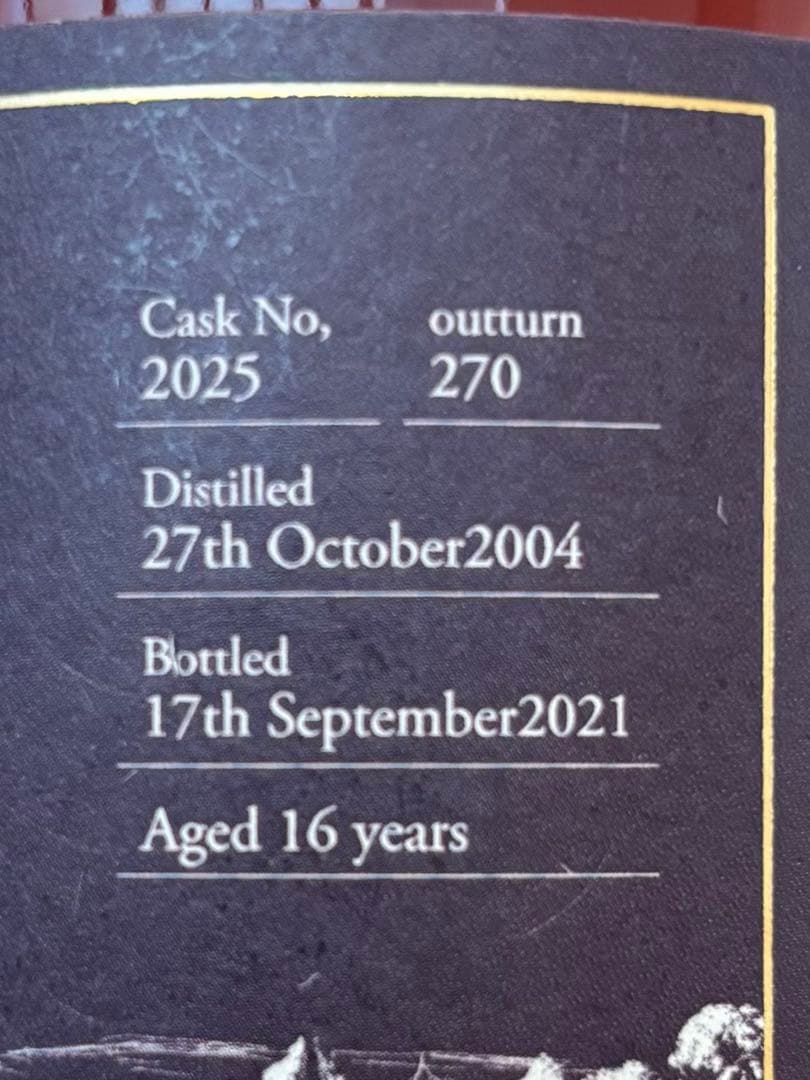 Cask No, outturn
2025 270
Distilled
27th October2004
Bottled
17th September2021
Aged 16 years